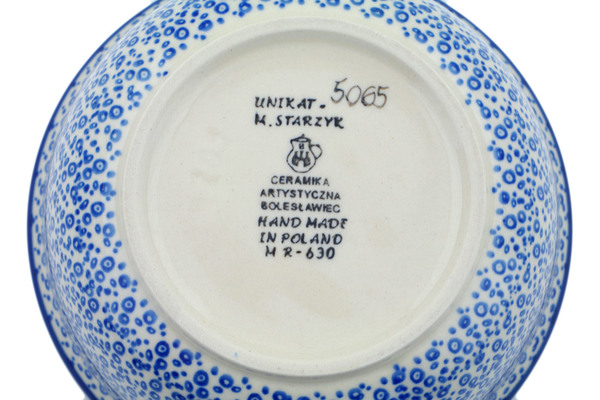 UNIKAT - 5065
M. STARZYK
CERAMIKA
ARTYSTYCZNA
BOLESŁAWIEC
HAND MADE
IN POLAND
M R - 630